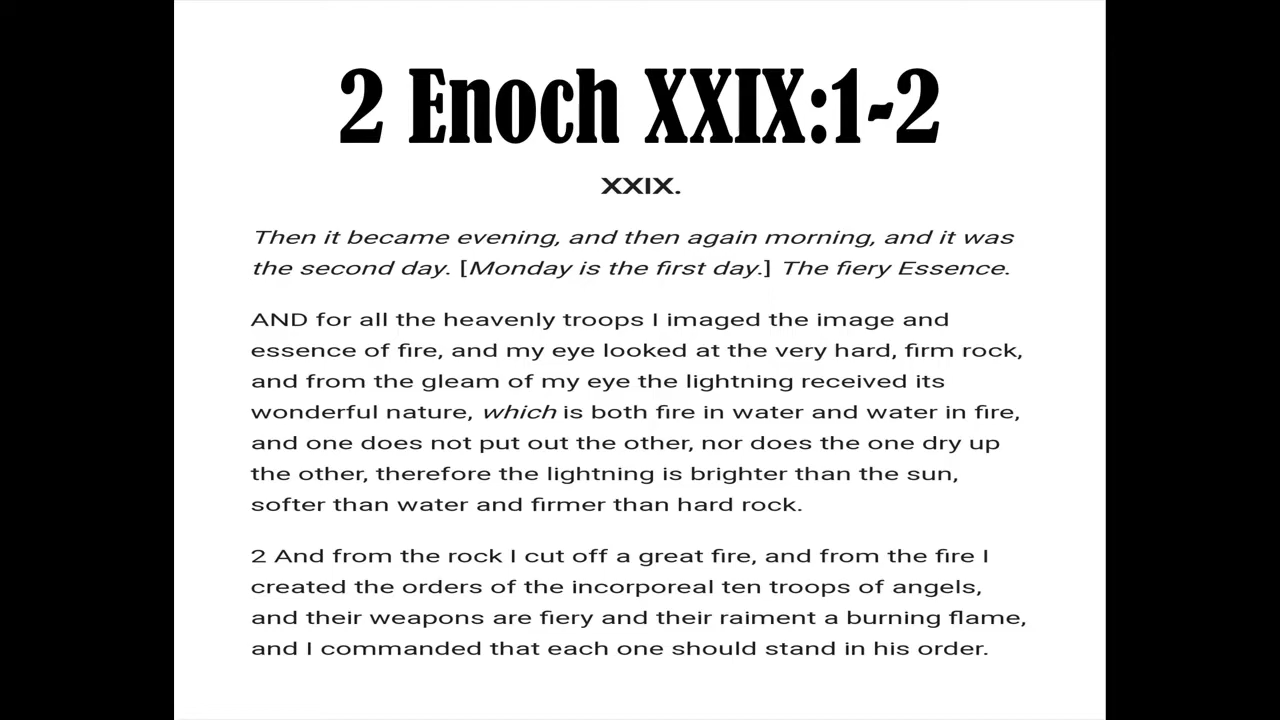 2 Enoch XXIX:1-2
XXIX.
Then it became evening, and then again morning, and it was
the second day. [Monday is the first day.] The fiery Essence.
AND for all the heavenly troops I imaged the image and
essence of fire, and my eye looked at the very hard, firm rock,
and from the gleam of my eye the lightning received its
wonderful nature, which is both fire in water and water in fire,
and one does not put out the other, nor does the one dry up
the other, therefore the lightning is brighter than the sun,
softer than water and firmer than hard rock.
2 And from the rock I cut off a great fire, and from the fire I
created the orders of the incorporeal ten troops of angels,
and their weapons are fiery and their raiment a burning flame,
and I commanded that each one should stand in his order.